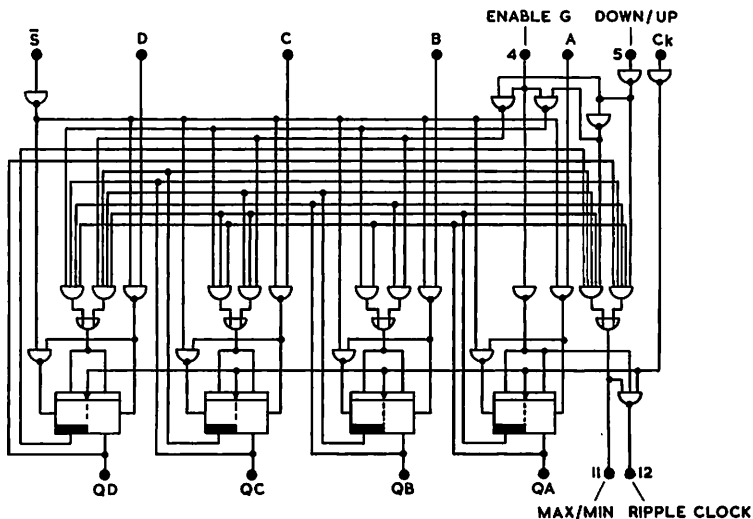 ENABLE G DOWN/UP
S̅ D C B 4 A 5 Ck
QD QC QB QA 11 12
MAX/MIN RIPPLE CLOCK